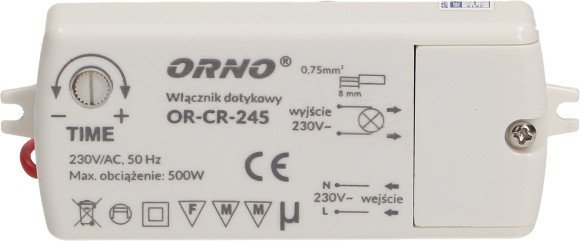 ORNO®
Włącznik dotykowy
OR-CR-245
- +
TIME
230V/AC, 50 Hz
Max. obciążenie: 500W
CE
F M M µ
0,75mm²
8 mm
wyjście
230V~
N
230V~ wejście
L